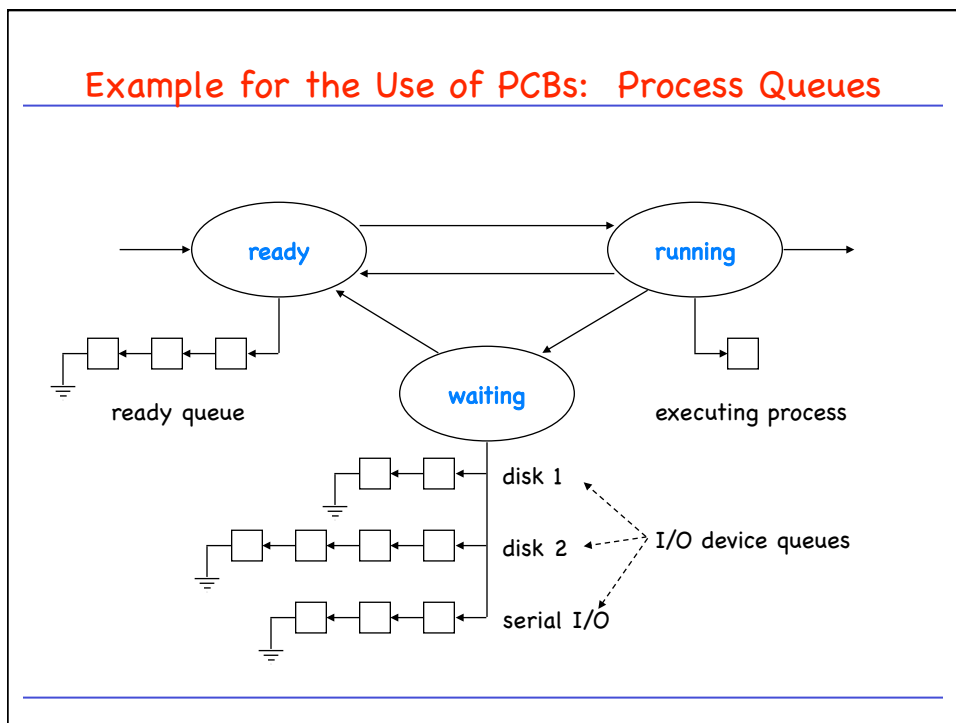 Example for the Use of PCBs: Process Queues
ready
running
waiting
ready queue
executing process
disk 1
disk 2
I/O device queues
serial I/O